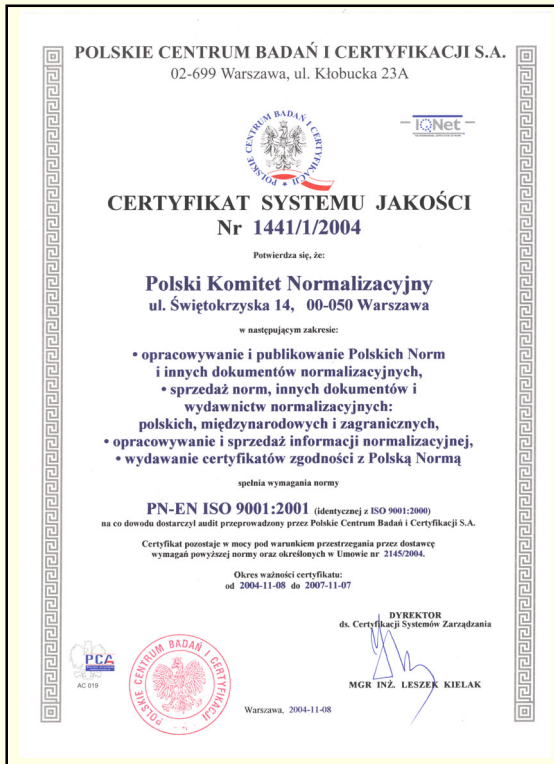 POLSKIE CENTRUM BADAŃ I CERTYFIKACJI S.A.
02-699 Warszawa, ul. Kłobucka 23A
POLSKIE CENTRUM BADAŃ I CERTYFIKACJI
IQNet
CERTYFIKAT SYSTEMU JAKOŚCI
Nr 1441/1/2004
Potwierdza się, że:
Polski Komitet Normalizacyjny
ul. Świętokrzyska 14, 00-050 Warszawa
w następującym zakresie:
• opracowywanie i publikowanie Polskich Norm
i innych dokumentów normalizacyjnych,
• sprzedaż norm, innych dokumentów i
wydawnictw normalizacyjnych:
polskich, międzynarodowych i zagranicznych,
• opracowywanie i sprzedaż informacji normalizacyjnej,
• wydawanie certyfikatów zgodności z Polską Normą
spełnia wymagania normy
PN-EN ISO 9001:2001 (identycznej z ISO 9001:2000)
na co dowodu dostarczył audit przeprowadzony przez Polskie Centrum Badań i Certyfikacji S.A.
Certyfikat pozostaje w mocy pod warunkiem przestrzegania przez dostawcę
wymagań powyższej normy oraz określonych w Umowie nr 2145/2004.
Okres ważności certyfikatu:
od 2004-11-08 do 2007-11-07
DYREKTOR
ds. Certyfikacji Systemów Zarządzania
MGR INŻ. LESZEK KIELAK
PCA
AC 019
POLSKIE CENTRUM BADAŃ I CERTYFIKACJI
Warszawa, 2004-11-08